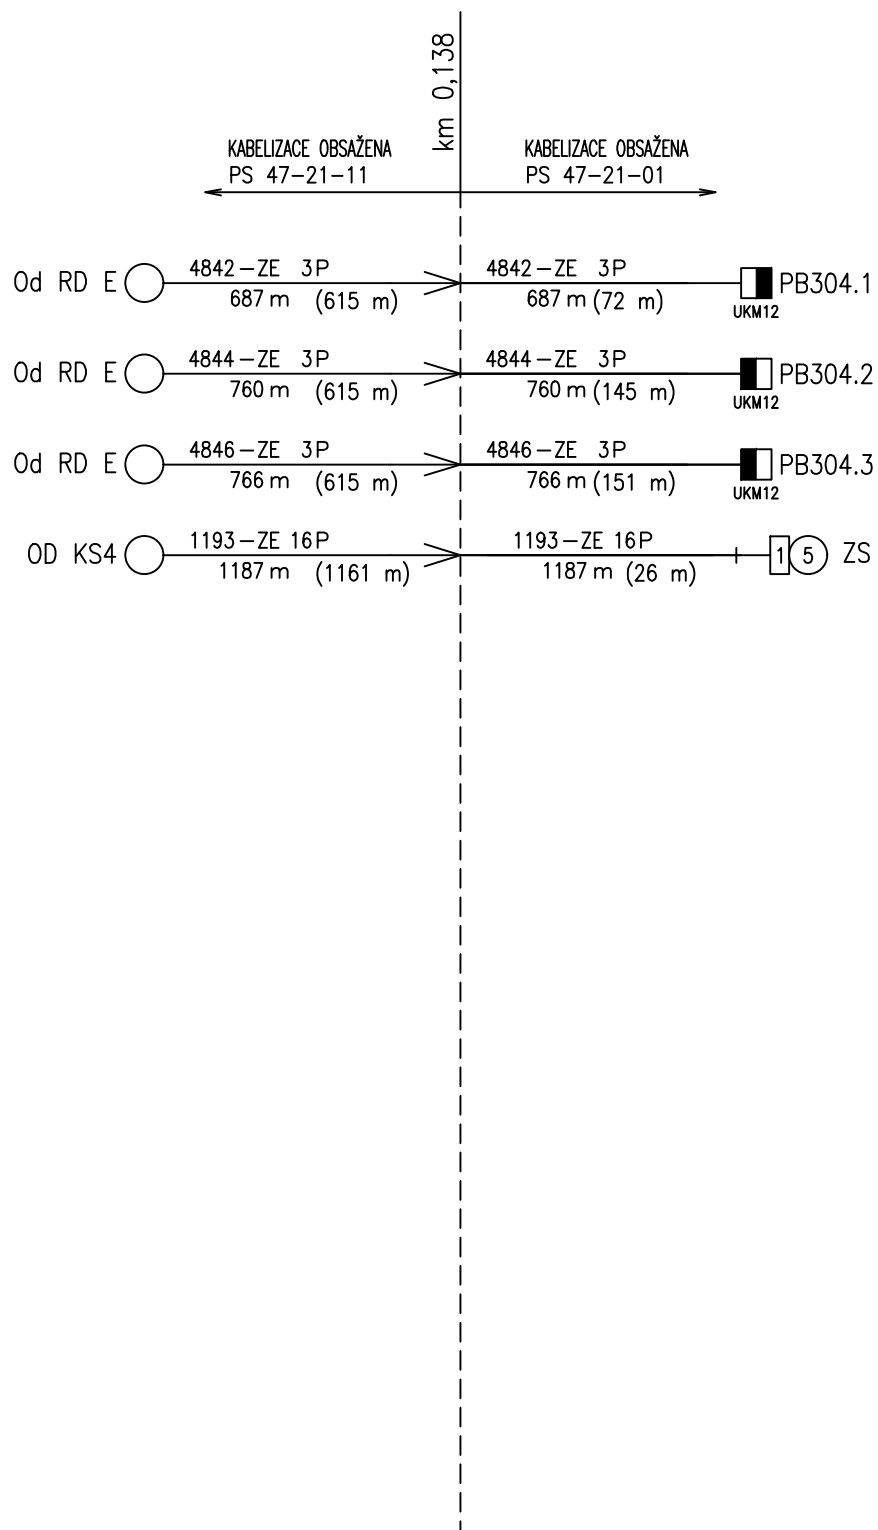 km 0,138
KABELIZACE OBSAŽENA
PS 47-21-11
KABELIZACE OBSAŽENA
PS 47-21-01
Od RD E
4842-ZE 3P
687 m (615 m)
4842-ZE 3P
687 m (72 m)
PB304.1
UKM12
Od RD E
4844-ZE 3P
760 m (615 m)
4844-ZE 3P
760 m (145 m)
PB304.2
UKM12
Od RD E
4846-ZE 3P
766 m (615 m)
4846-ZE 3P
766 m (151 m)
PB304.3
UKM12
OD KS4
1193-ZE 16P
1187 m (1161 m)
1193-ZE 16P
1187 m (26 m)
1 5 ZS